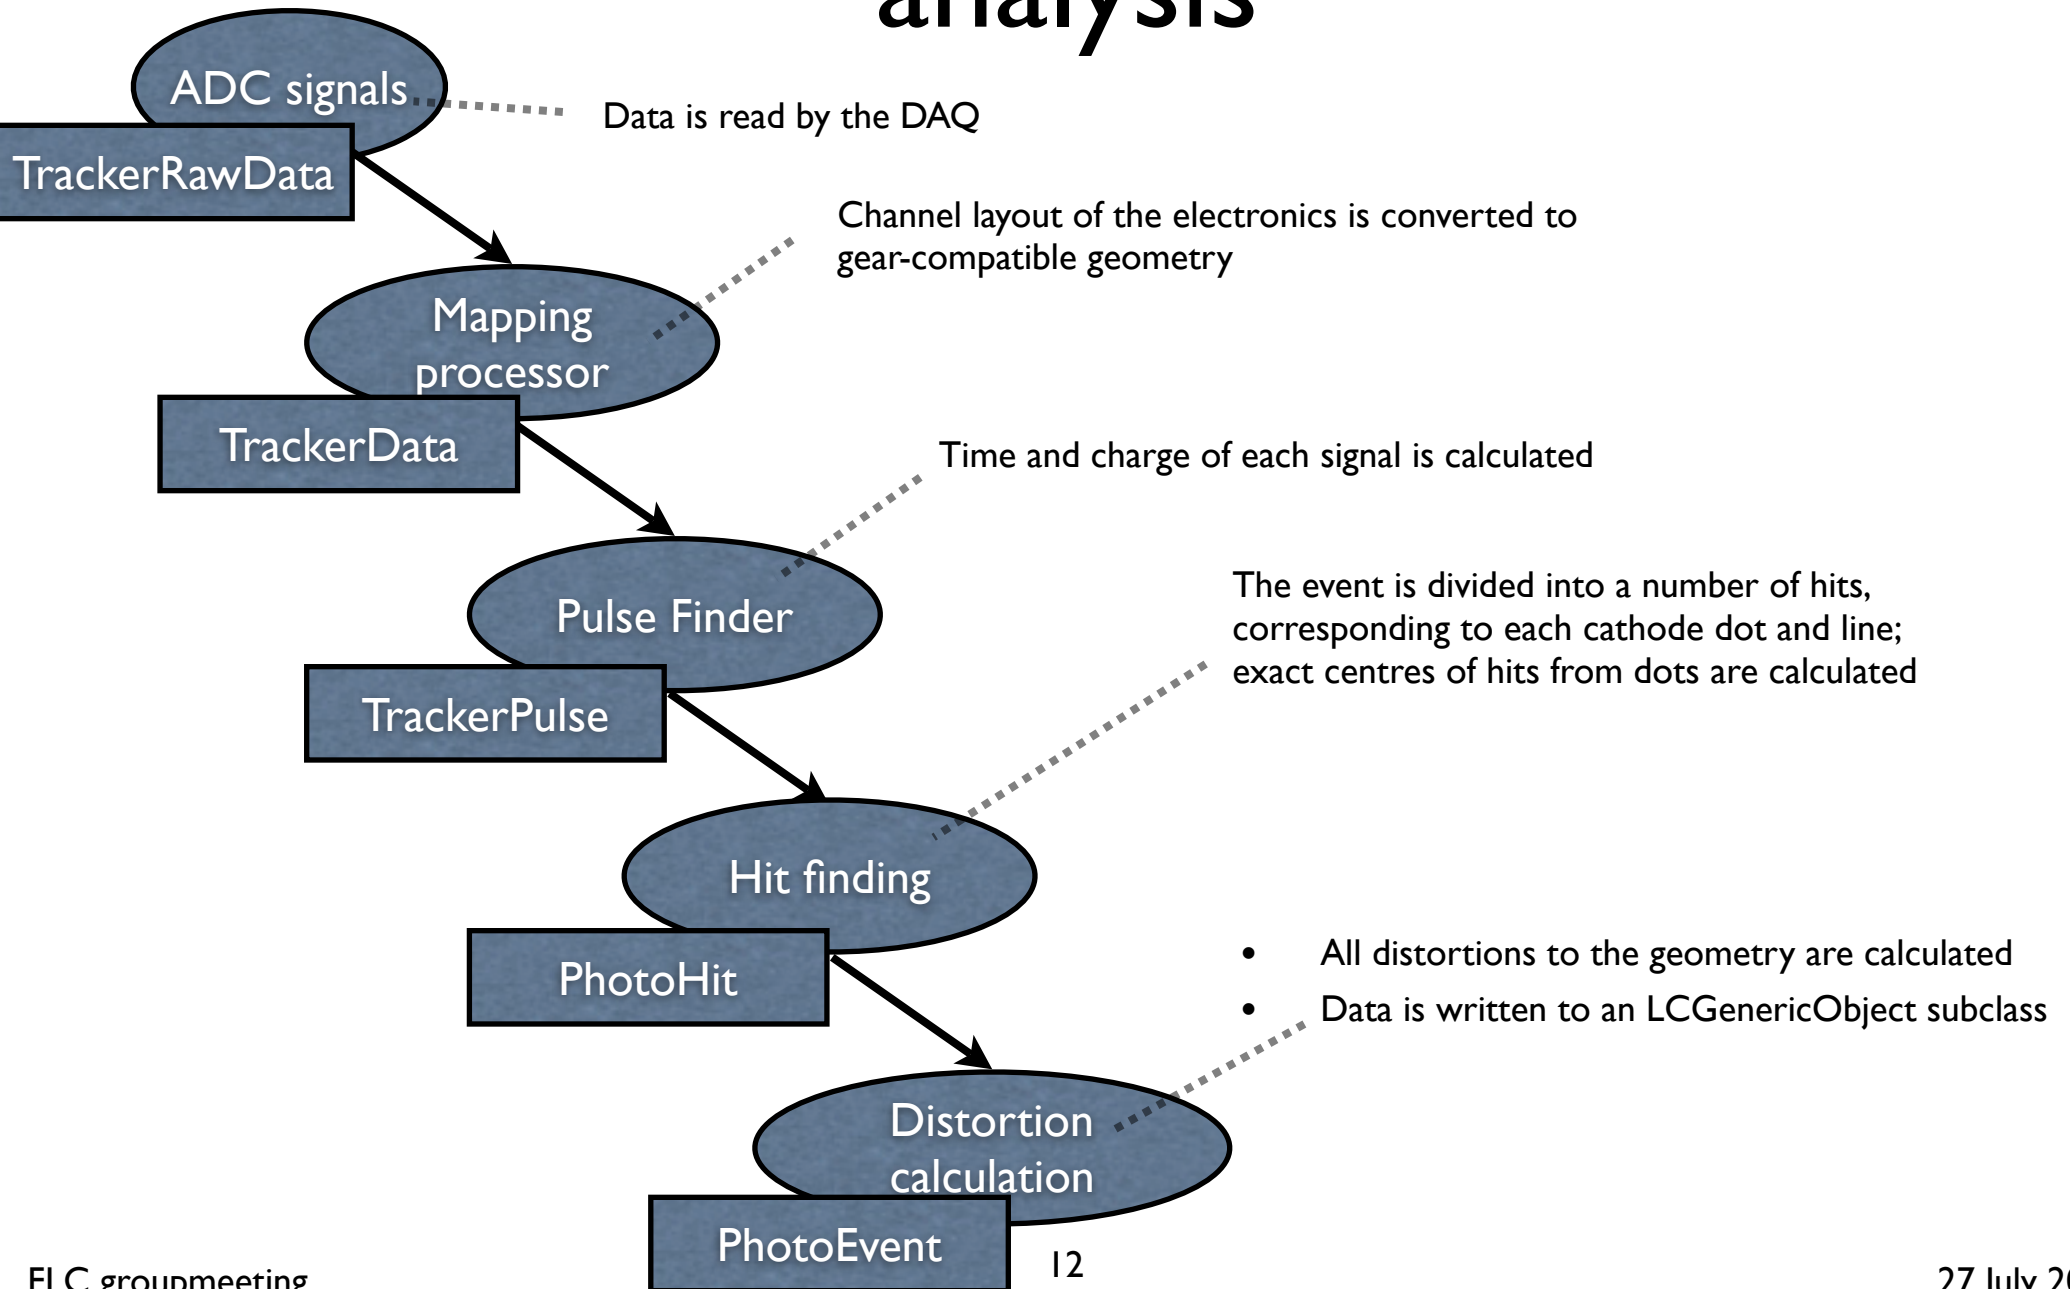 analysis
ADC signals
Data is read by the DAQ
TrackerRawData
Channel layout of the electronics is converted to
gear-compatible geometry
Mapping
processor
TrackerData
Time and charge of each signal is calculated
Pulse Finder
The event is divided into a number of hits,
corresponding to each cathode dot and line;
exact centres of hits from dots are calculated
TrackerPulse
Hit finding
PhotoHit
• All distortions to the geometry are calculated
• Data is written to an LCGenericObject subclass
Distortion
calculation
PhotoEvent
12
FLC groupmeeting
27 July